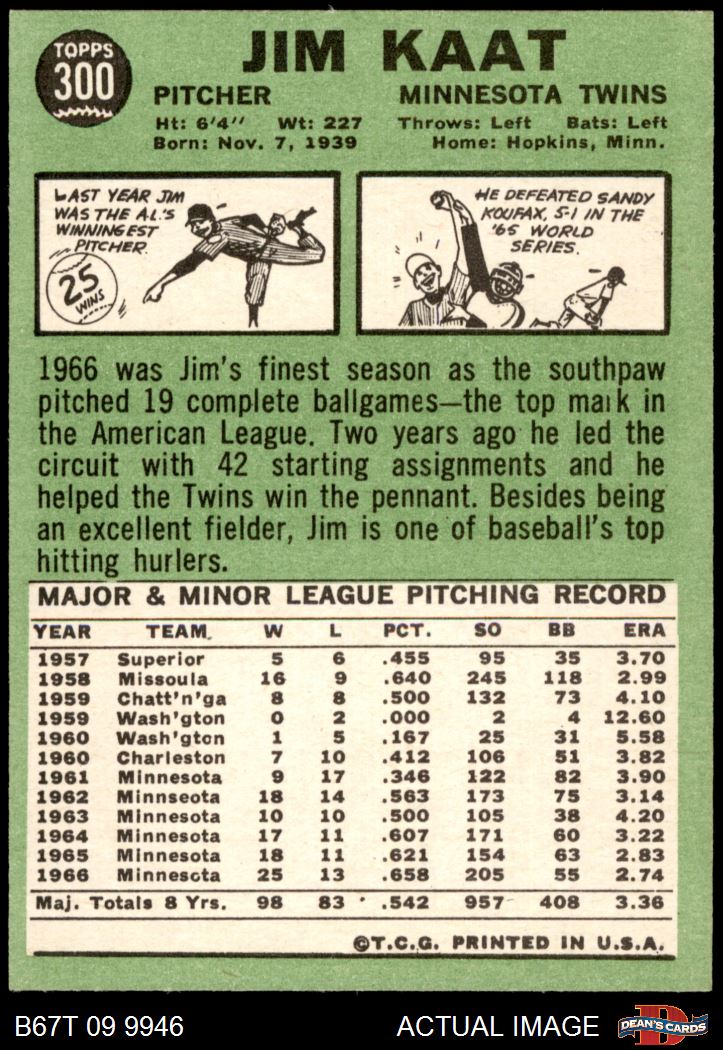 TOPPS
300
JIM KAAT
PITCHER MINNESOTA TWINS
Ht: 6'4" Wt: 227 Throws: Left Bats: Left
Born: Nov. 7, 1939 Home: Hopkins, Minn.
LAST YEAR JIM
WAS THE A.L.'S
WINNINGEST
PITCHER.
25
WINS
HE DEFEATED SANDY
KOUFAX, 5-1 IN THE
'65 WORLD
SERIES.
1966 was Jim's finest season as the southpaw
pitched 19 complete ballgames—the top mark in
the American League. Two years ago he led the
circuit with 42 starting assignments and he
helped the Twins win the pennant. Besides being
an excellent fielder, Jim is one of baseball's top
hitting hurlers.
MAJOR & MINOR LEAGUE PITCHING RECORD
YEAR TEAM W L PCT. SO BB ERA
1957 Superior 5 6 .455 95 35 3.70
1958 Missoula 16 9 .640 245 118 2.99
1959 Chatt'n'ga 8 8 .500 132 73 4.10
1959 Wash'gton 0 2 .000 2 4 12.60
1960 Wash'gton 1 5 .167 25 31 5.58
1960 Charleston 7 10 .412 106 51 3.82
1961 Minnesota 9 17 .346 122 82 3.90
1962 Minnseota 18 14 .563 173 75 3.14
1963 Minnesota 10 10 .500 105 38 4.20
1964 Minnesota 17 11 .607 171 60 3.22
1965 Minnesota 18 11 .621 154 63 2.83
1966 Minnesota 25 13 .658 205 55 2.74
Maj. Totals 8 Yrs. 98 83 .542 957 408 3.36
©T.C.G. PRINTED IN U.S.A.
B67T 09 9946 ACTUAL IMAGE
D
DEAN'S CARDS